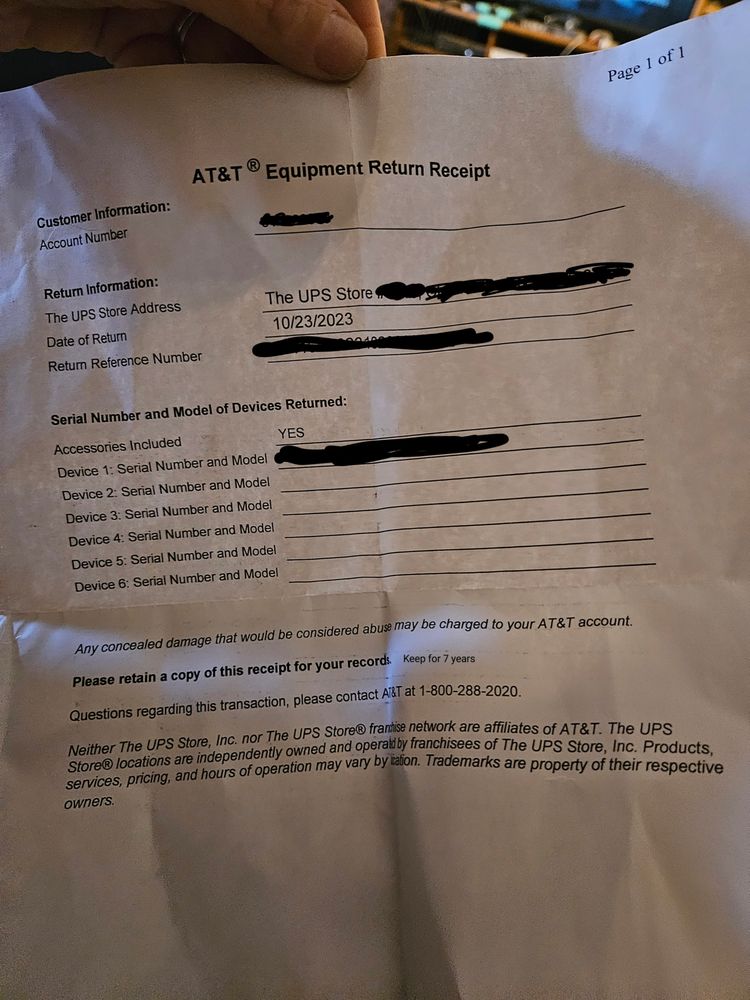 Page 1 of 1
AT&T ® Equipment Return Receipt
Customer Information:
Account Number
Return Information:
The UPS Store Address The UPS Store
Date of Return 10/23/2023
Return Reference Number
Serial Number and Model of Devices Returned:
Accessories Included YES
Device 1: Serial Number and Model
Device 2: Serial Number and Model
Device 3: Serial Number and Model
Device 4: Serial Number and Model
Device 5: Serial Number and Model
Device 6: Serial Number and Model
Any concealed damage that would be considered abuse may be charged to your AT&T account.
Please retain a copy of this receipt for your records. Keep for 7 years
Questions regarding this transaction, please contact AT&T at 1-800-288-2020.
Neither The UPS Store, Inc. nor The UPS Store® franchise network are affiliates of AT&T. The UPS
Store® locations are independently owned and operated by franchisees of The UPS Store, Inc. Products,
services, pricing, and hours of operation may vary by location. Trademarks are property of their respective
owners.